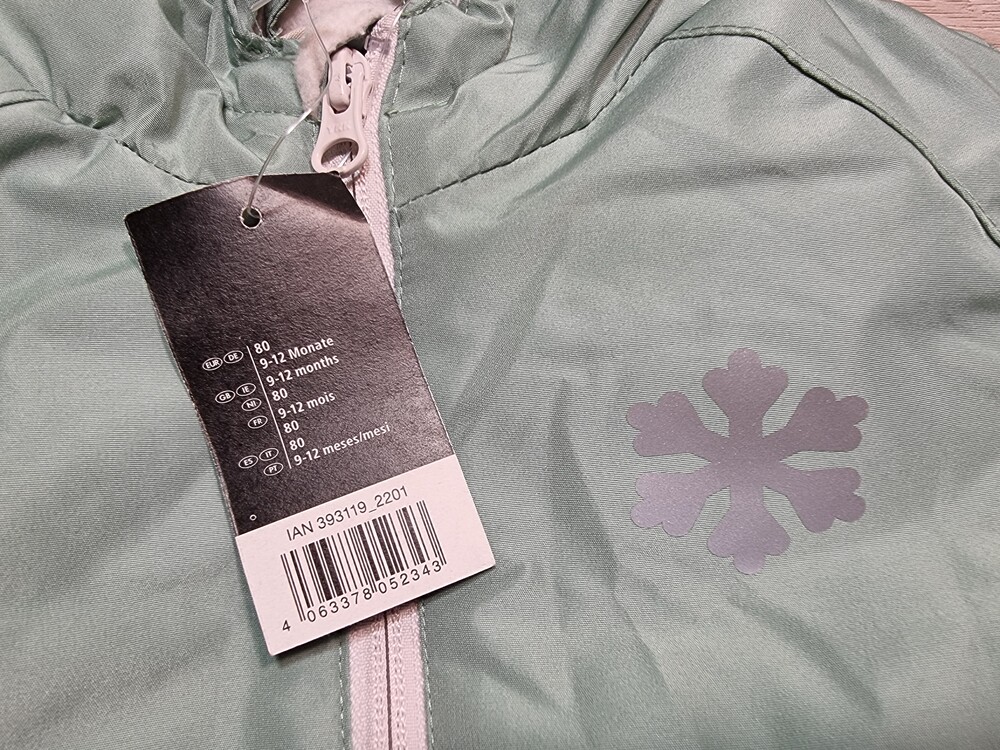 EUR DE 80
9-12 Monate
GB IE 9-12 months
NI 80
FR 9-12 mois
80
ES IT 80
PT 9-12 meses/mesi
IAN 393119_2201
4 063378 052343